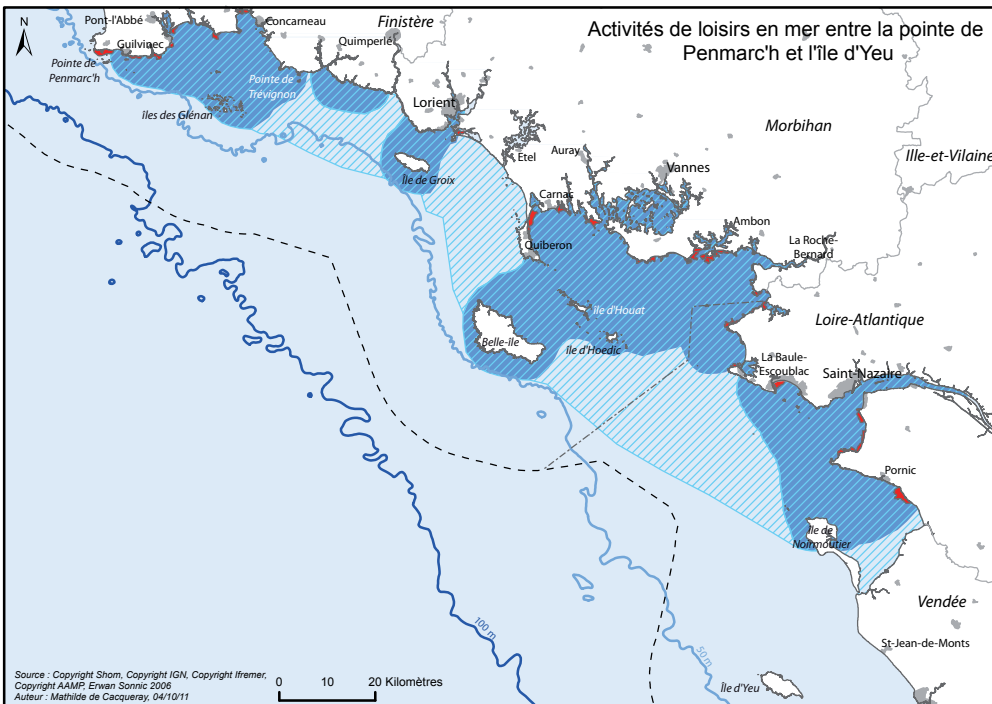 Activités de loisirs en mer entre la pointe de
Penmarc'h et l'île d'Yeu
N
Pont-l'Abbé
Concarneau
Finistère
Quimperlé
Guilvinec
Pointe de
Penmarc'h
Pointe de
Trévignon
îles des Glénan
Lorient
Morbihan
Ille-et-Vilaine
Etel
Auray
Vannes
Île de Groix
Carnac
Ambon
La Roche-
Bernard
Quiberon
île d'Houat
Loire-Atlantique
Belle-île
île d'Hoedic
La Baule-
Escoublac
Saint-Nazaire
Pornic
île de
Noirmoutier
Vendée
100 m
50 m
St-Jean-de-Monts
Île d'Yeu
Source : Copyright Shom, Copyright IGN, Copyright Ifremer,
Copyright AAMP, Erwan Sonnic 2006
Auteur : Mathilde de Cacqueray, 04/10/11
0 10 20 Kilomètres